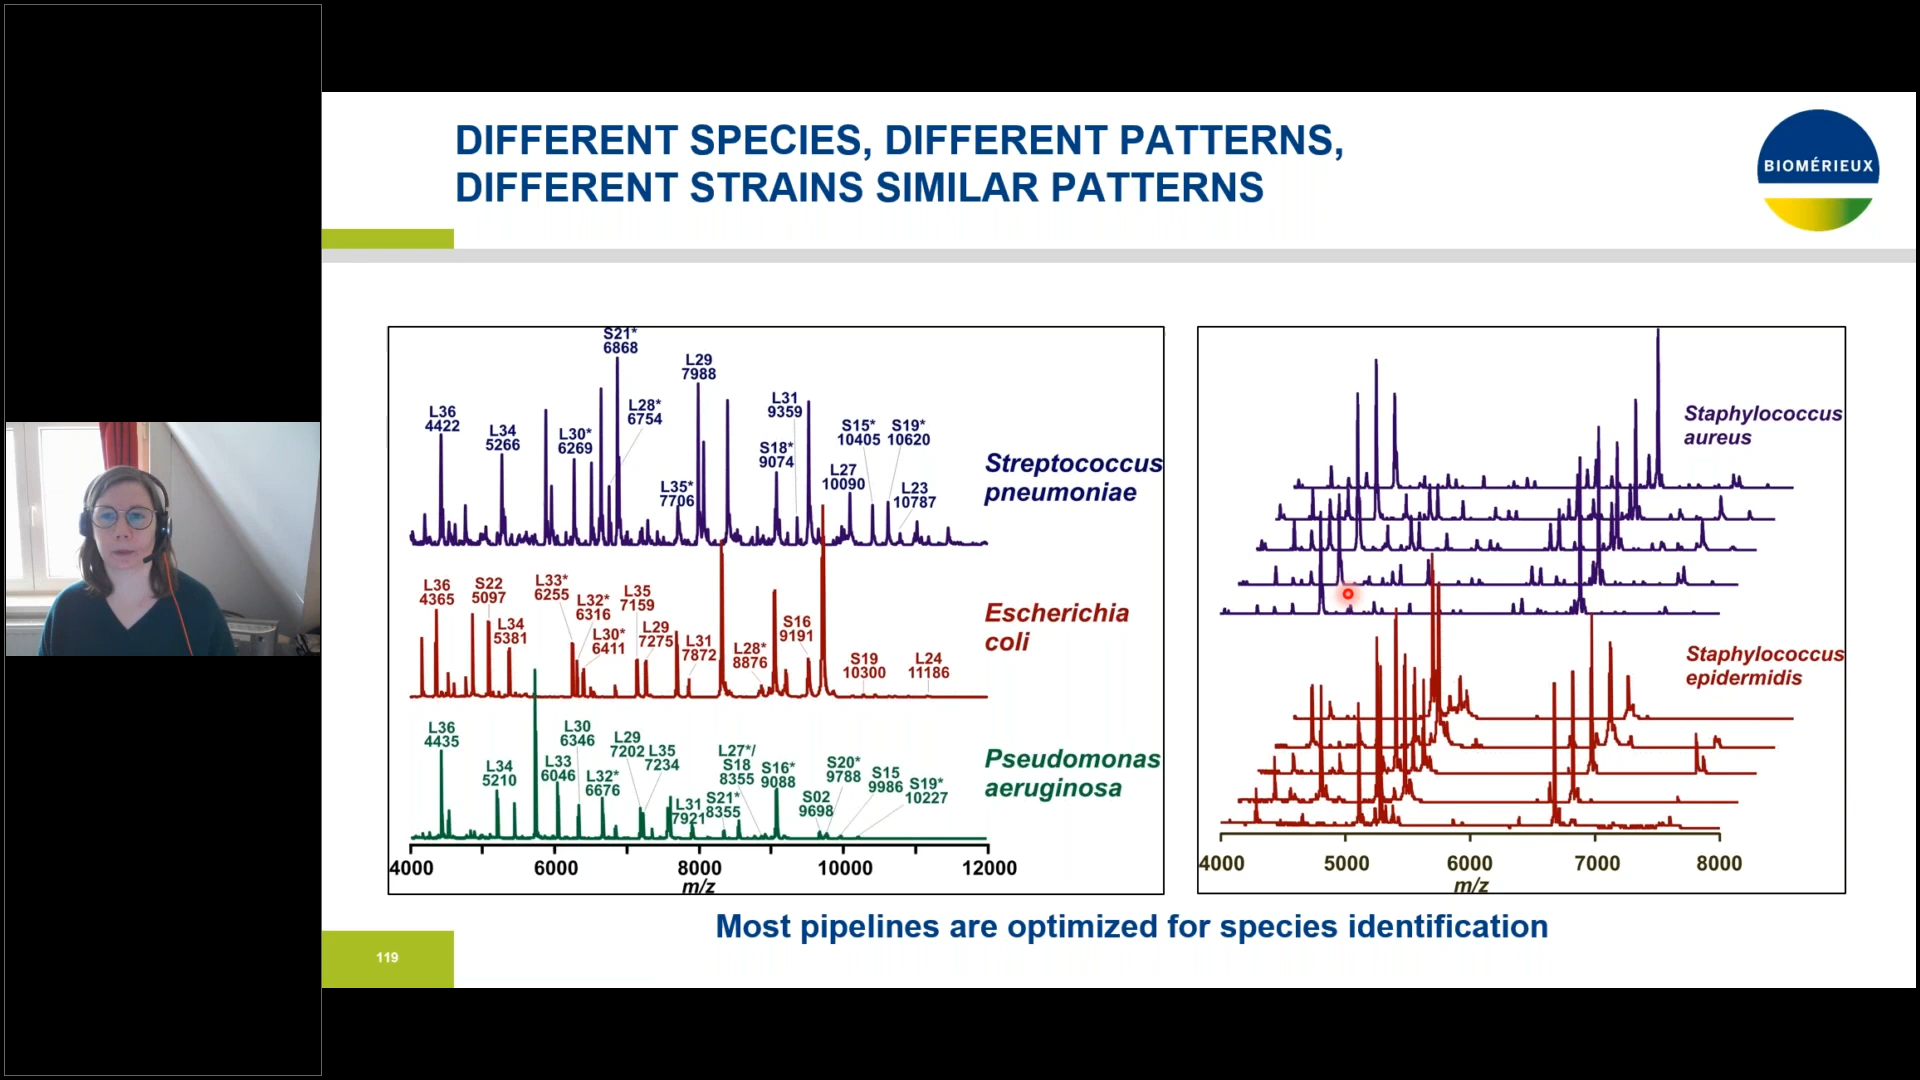 DIFFERENT SPECIES, DIFFERENT PATTERNS,
DIFFERENT STRAINS SIMILAR PATTERNS
BIOMÉRIEUX
S21*
6868
L29
7988
L36
4422
L34
5266
L30*
6269
L28*
6754
L35*
7706
L31
9359
S18*
9074
S15*
10405
S19*
10620
L27
10090
L23
10787
Streptococcus
pneumoniae
L36
4365
S22
5097
L34
5381
L33*
6255
L32*
6316
L30*
6411
L35
7159
L29
7275
L31
7872
L28*
8876
S16
9191
S19
10300
L24
11186
Escherichia
coli
L36
4435
L34
5210
L33
6046
L30
6346
L32*
6676
L29
7202
L35
7234
L31
7921
L27*/
S18
8355
S21*
8355
S16*
9088
S02
9698
S20*
9788
S15
9986
S19*
10227
Pseudomonas
aeruginosa
4000 6000 8000 10000 12000
m/z
Staphylococcus
aureus
Staphylococcus
epidermidis
4000 5000 6000 7000 8000
m/z
Most pipelines are optimized for species identification
119